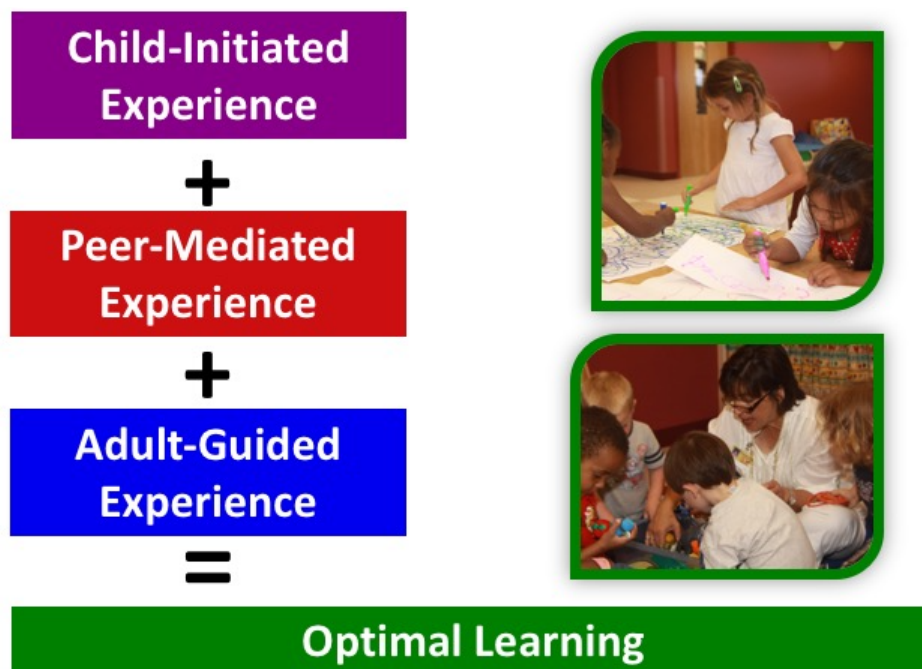 Child-Initiated
Experience
+
Peer-Mediated
Experience
+
Adult-Guided
Experience
=
Optimal Learning